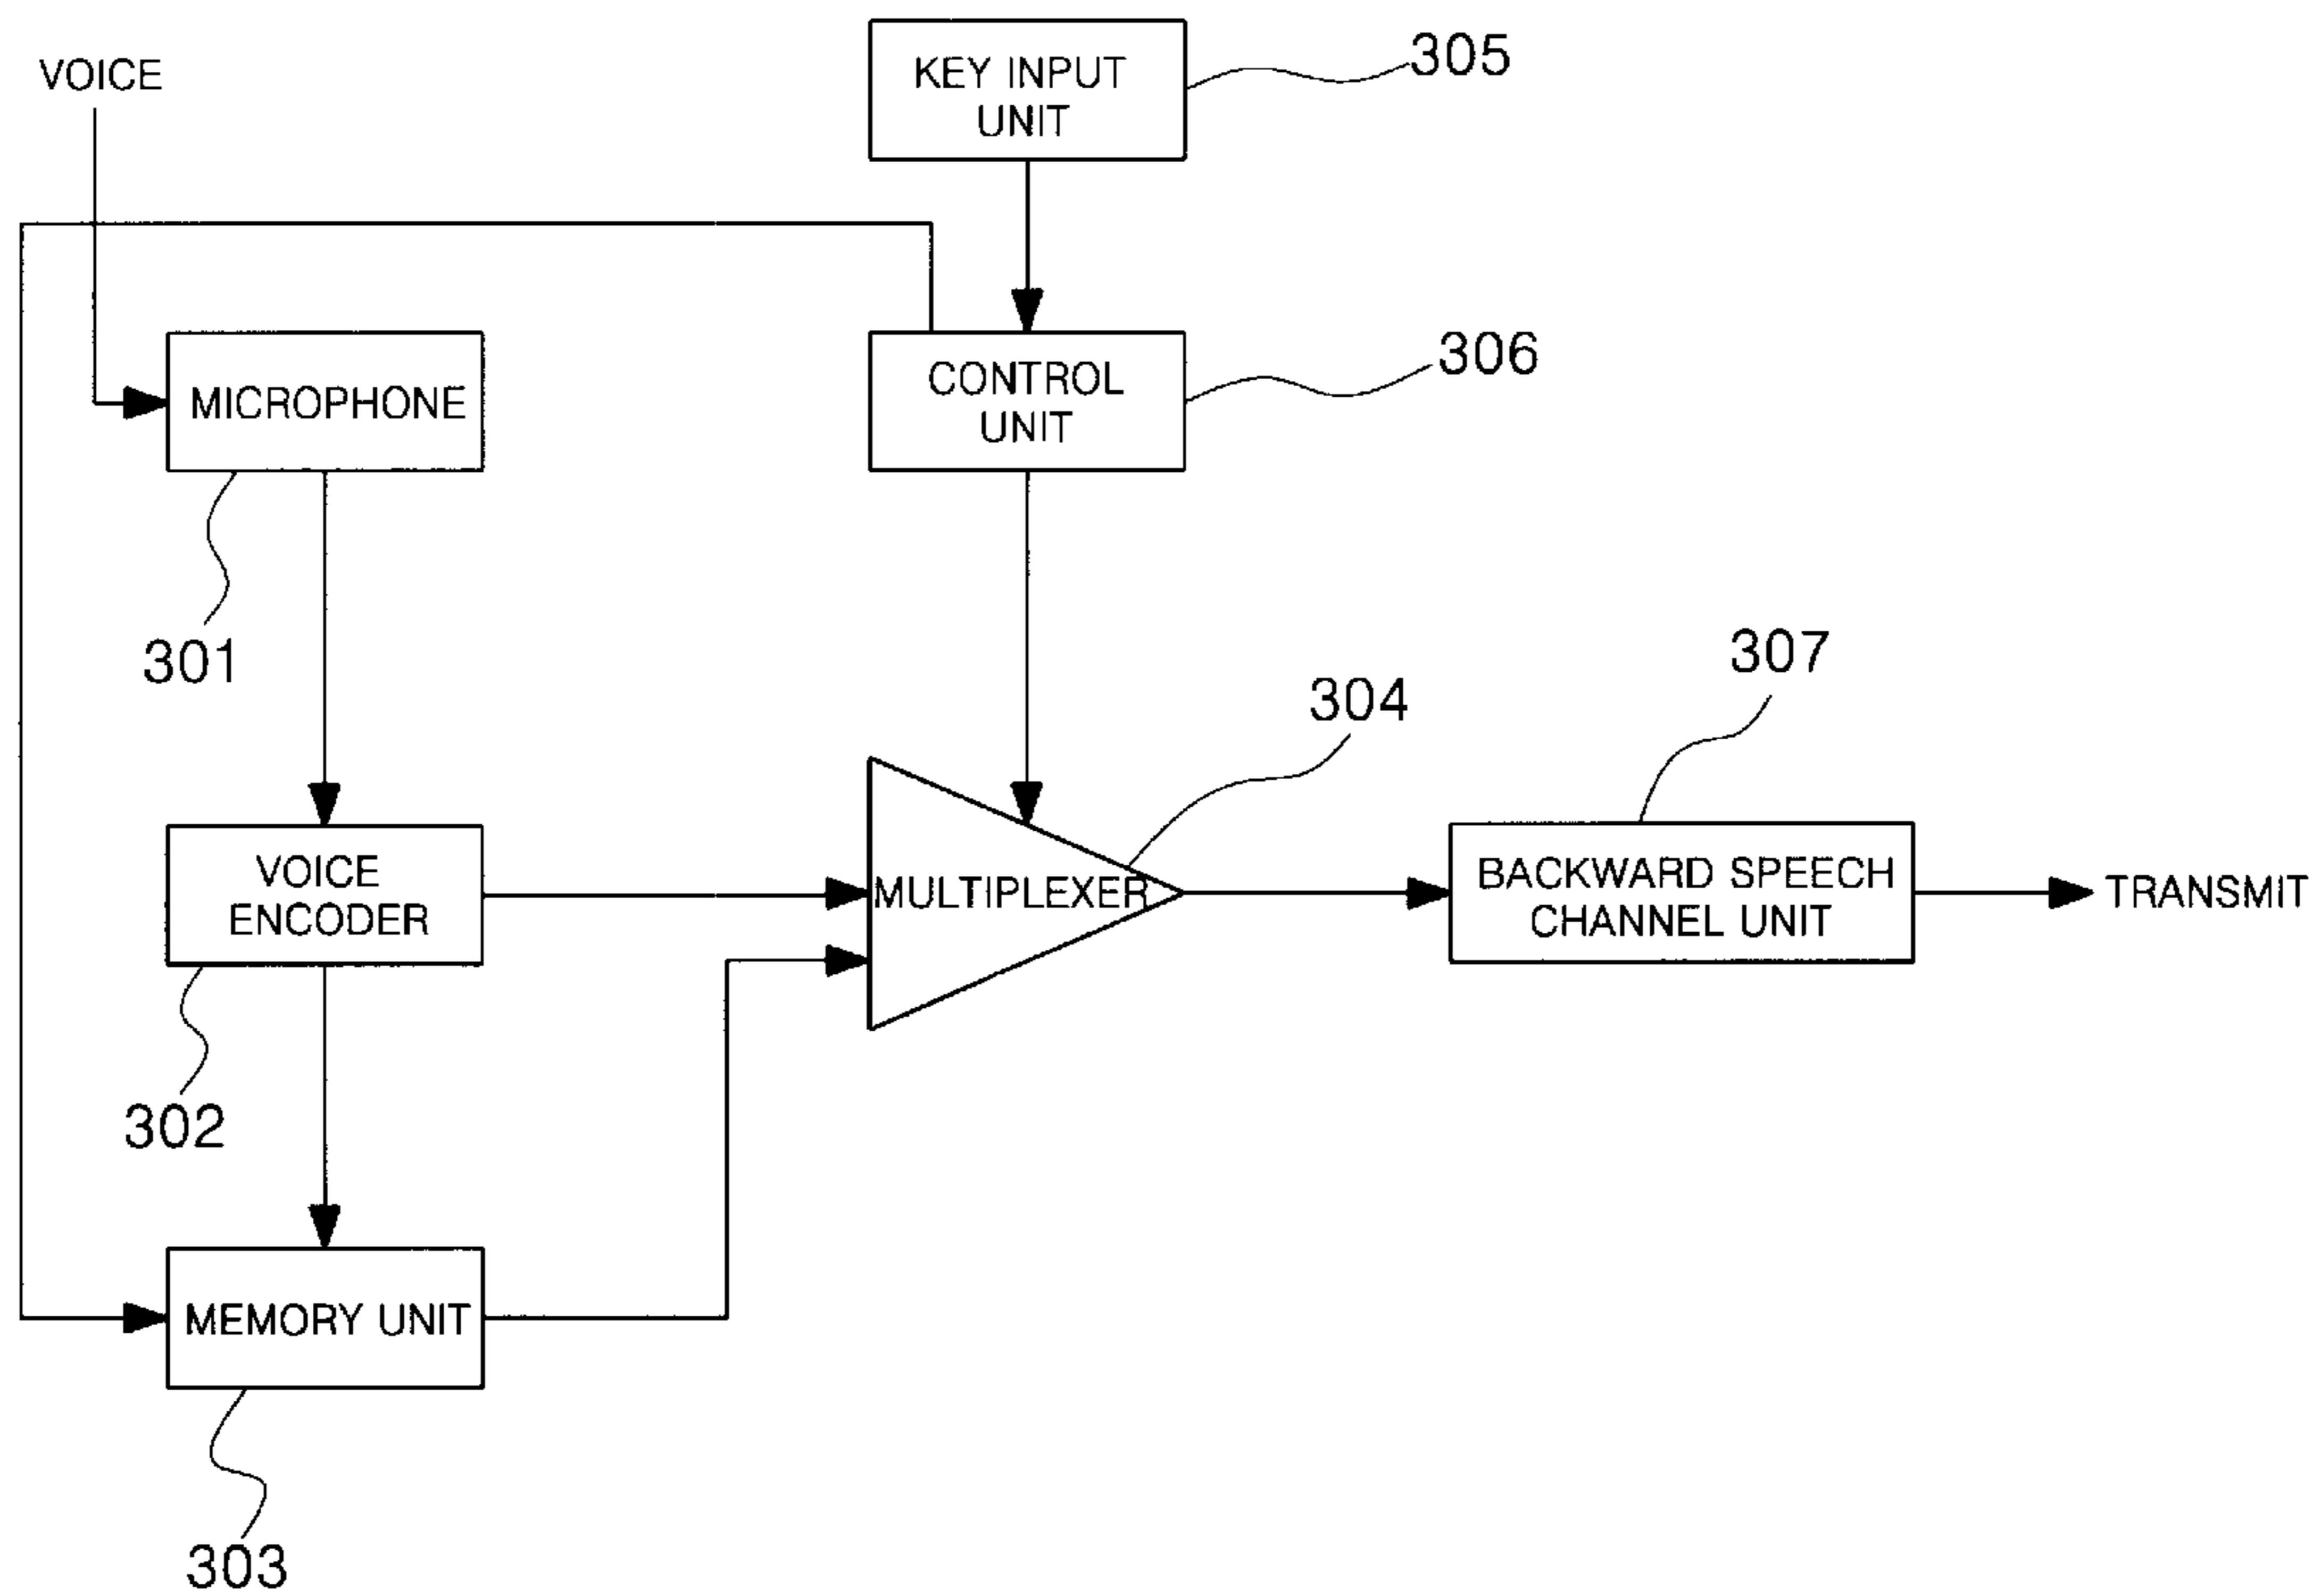 VOICE
KEY INPUT
UNIT
305
MICROPHONE
CONTROL
UNIT
306
301
304
307
VOICE
ENCODER
MULTIPLEXER
BACKWARD SPEECH
CHANNEL UNIT
TRANSMIT
302
MEMORY UNIT
303